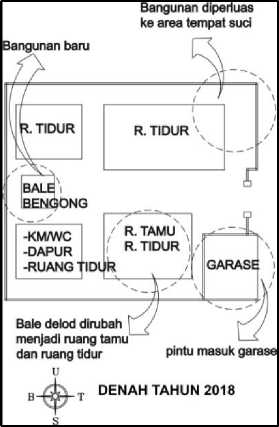 Bangunan diperluas
ke area tempat suci
Bangunan baru
R. TIDUR
R. TIDUR
BALE
BENGONG
-KM/WC
-DAPUR
-RUANG TIDUR
R. TAMU
R. TIDUR
GARASE
Bale delod dirubah
menjadi ruang tamu
dan ruang tidur
pintu masuk garase
U
B
T
S
DENAH TAHUN 2018